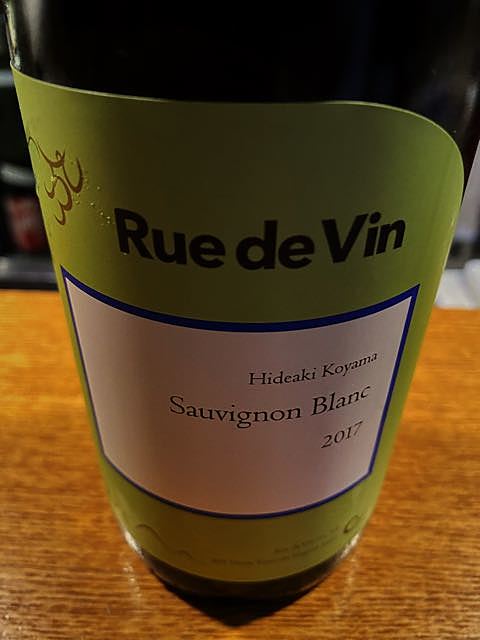 Rue de Vin
Hideaki Koyama
Sauvignon Blanc
2017